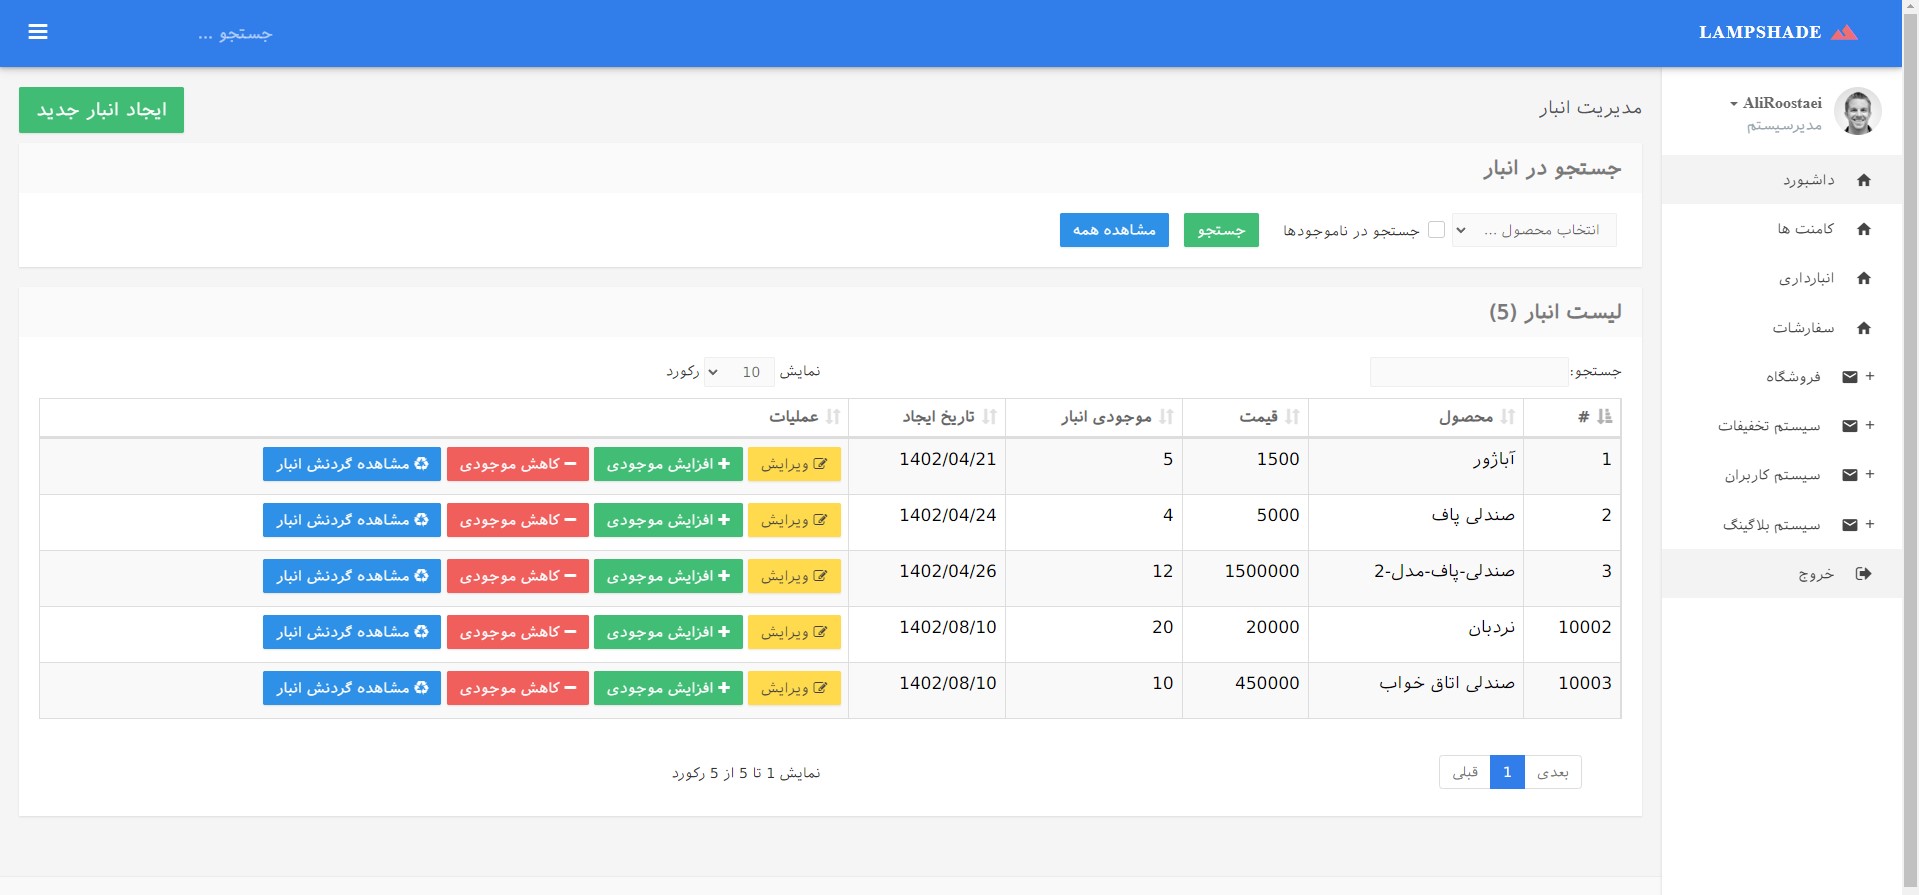 LAMPSHADE
جستجو ...
AliRoostaei
مدیرسیستم
داشبورد
کامنت ها
انبارداری
سفارشات
+ فروشگاه
+ سیستم تخفیفات
+ سیستم کاربران
+ سیستم بلاگینگ
خروج
مدیریت انبار
ایجاد انبار جدید
جستجو در انبار
انتخاب محصول ... جستجو در ناموجودها جستجو مشاهده همه
لیست انبار (5)
جستجو: نمایش 10 رکورد
# محصول قیمت موجودی انبار تاریخ ایجاد عملیات
1 آباژور 1500 5 1402/04/21 ویرایش افزایش موجودی کاهش موجودی مشاهده گردنش انبار
2 صندلی پاف 5000 4 1402/04/24 ویرایش افزایش موجودی کاهش موجودی مشاهده گردنش انبار
3 صندلی-پاف-مدل-2 1500000 12 1402/04/26 ویرایش افزایش موجودی کاهش موجودی مشاهده گردنش انبار
10002 نردبان 20000 20 1402/08/10 ویرایش افزایش موجودی کاهش موجودی مشاهده گردنش انبار
10003 صندلی اتاق خواب 450000 10 1402/08/10 ویرایش افزایش موجودی کاهش موجودی مشاهده گردنش انبار
بعدی 1 قبلی
نمایش 1 تا 5 از 5 رکورد